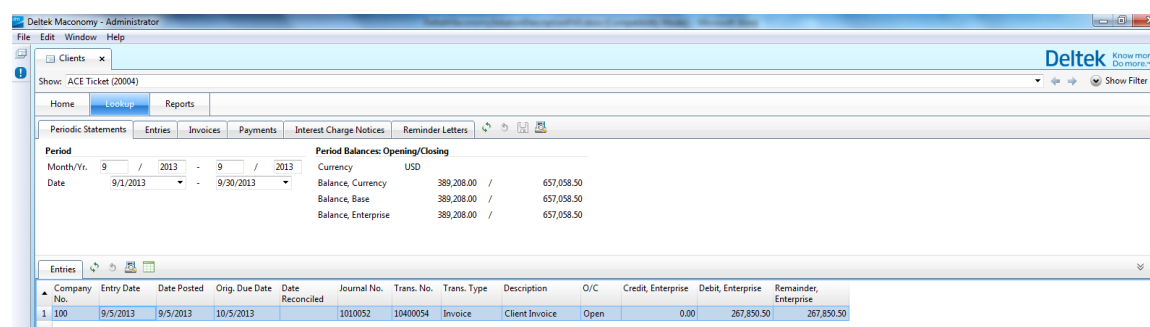 Deltek Maconomy - Administrator
File Edit Window Help
Clients
Deltek Know mor
Do more.
Show: ACE Ticket (20004)
Show Filter
Home Lookup Reports
Periodic Statements Entries Invoices Payments Interest Charge Notices Reminder Letters
Period Period Balances: Opening/Closing
Month/Yr. 9 / 2013 - 9 / 2013 Currency USD
Date 9/1/2013 - 9/30/2013 Balance, Currency 389,208.00 / 657,058.50
Balance, Base 389,208.00 / 657,058.50
Balance, Enterprise 389,208.00 / 657,058.50
Entries
Company No. Entry Date Date Posted Orig. Due Date Date Reconciled Journal No. Trans. No. Trans. Type Description O/C Credit, Enterprise Debit, Enterprise Remainder, Enterprise
1 100 9/5/2013 9/5/2013 10/5/2013 1010052 10400054 Invoice Client Invoice Open 0.00 267,850.50 267,850.50